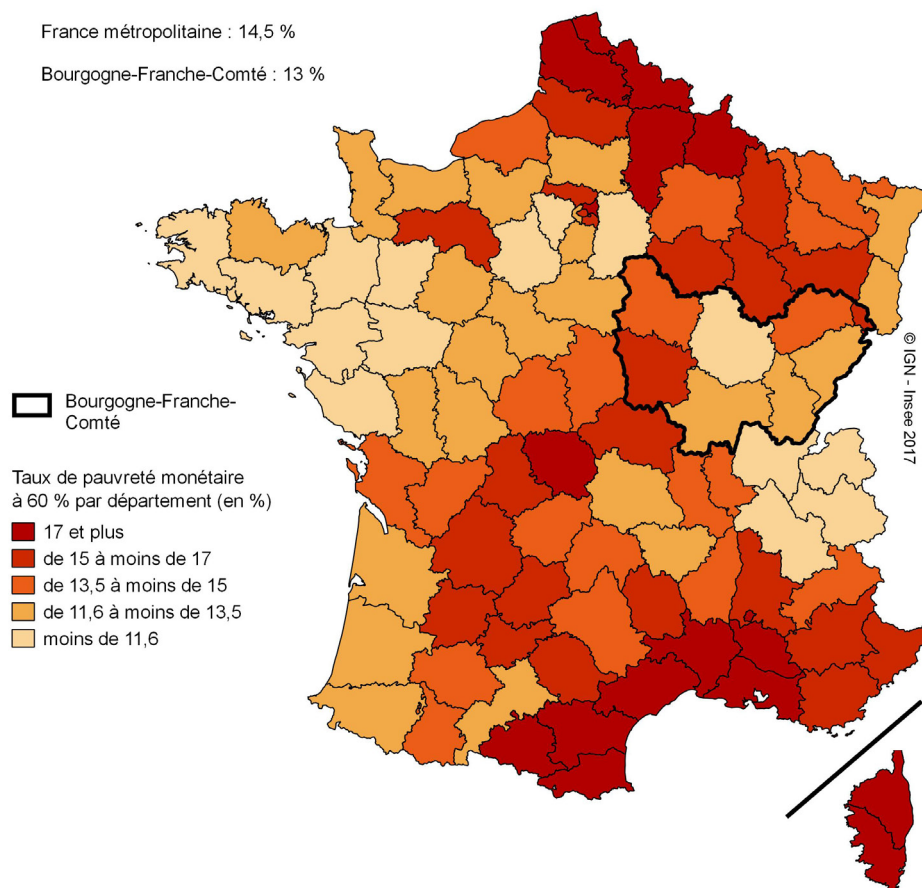 France métropolitaine : 14,5 %
Bourgogne-Franche-Comté : 13 %
© IGN - Insee 2017
Bourgogne-Franche-
Comté
Taux de pauvreté monétaire
à 60 % par département (en %)
17 et plus
de 15 à moins de 17
de 13,5 à moins de 15
de 11,6 à moins de 13,5
moins de 11,6